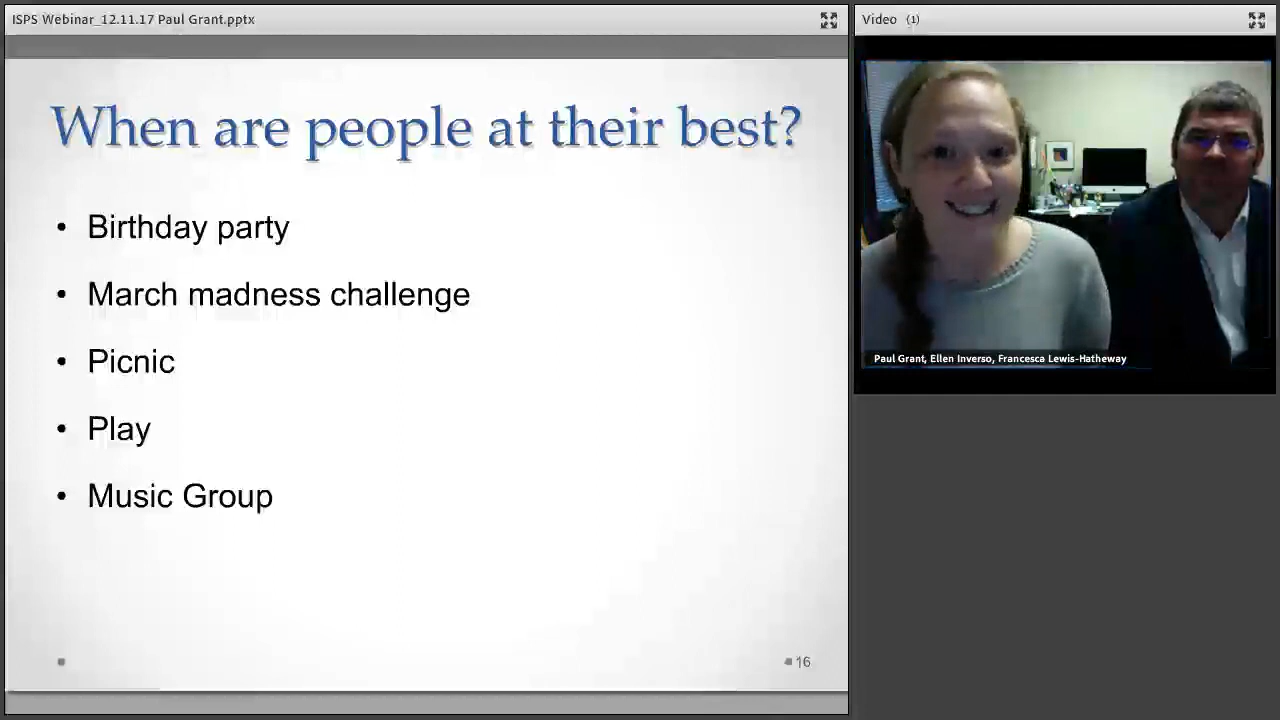 ISPS Webinar_12.11.17 Paul Grant.pptx
Video (1)
When are people at their best?
• Birthday party
• March madness challenge
• Picnic
• Play
• Music Group
16
Paul Grant, Ellen Inverso, Francesca Lewis-Hatheway